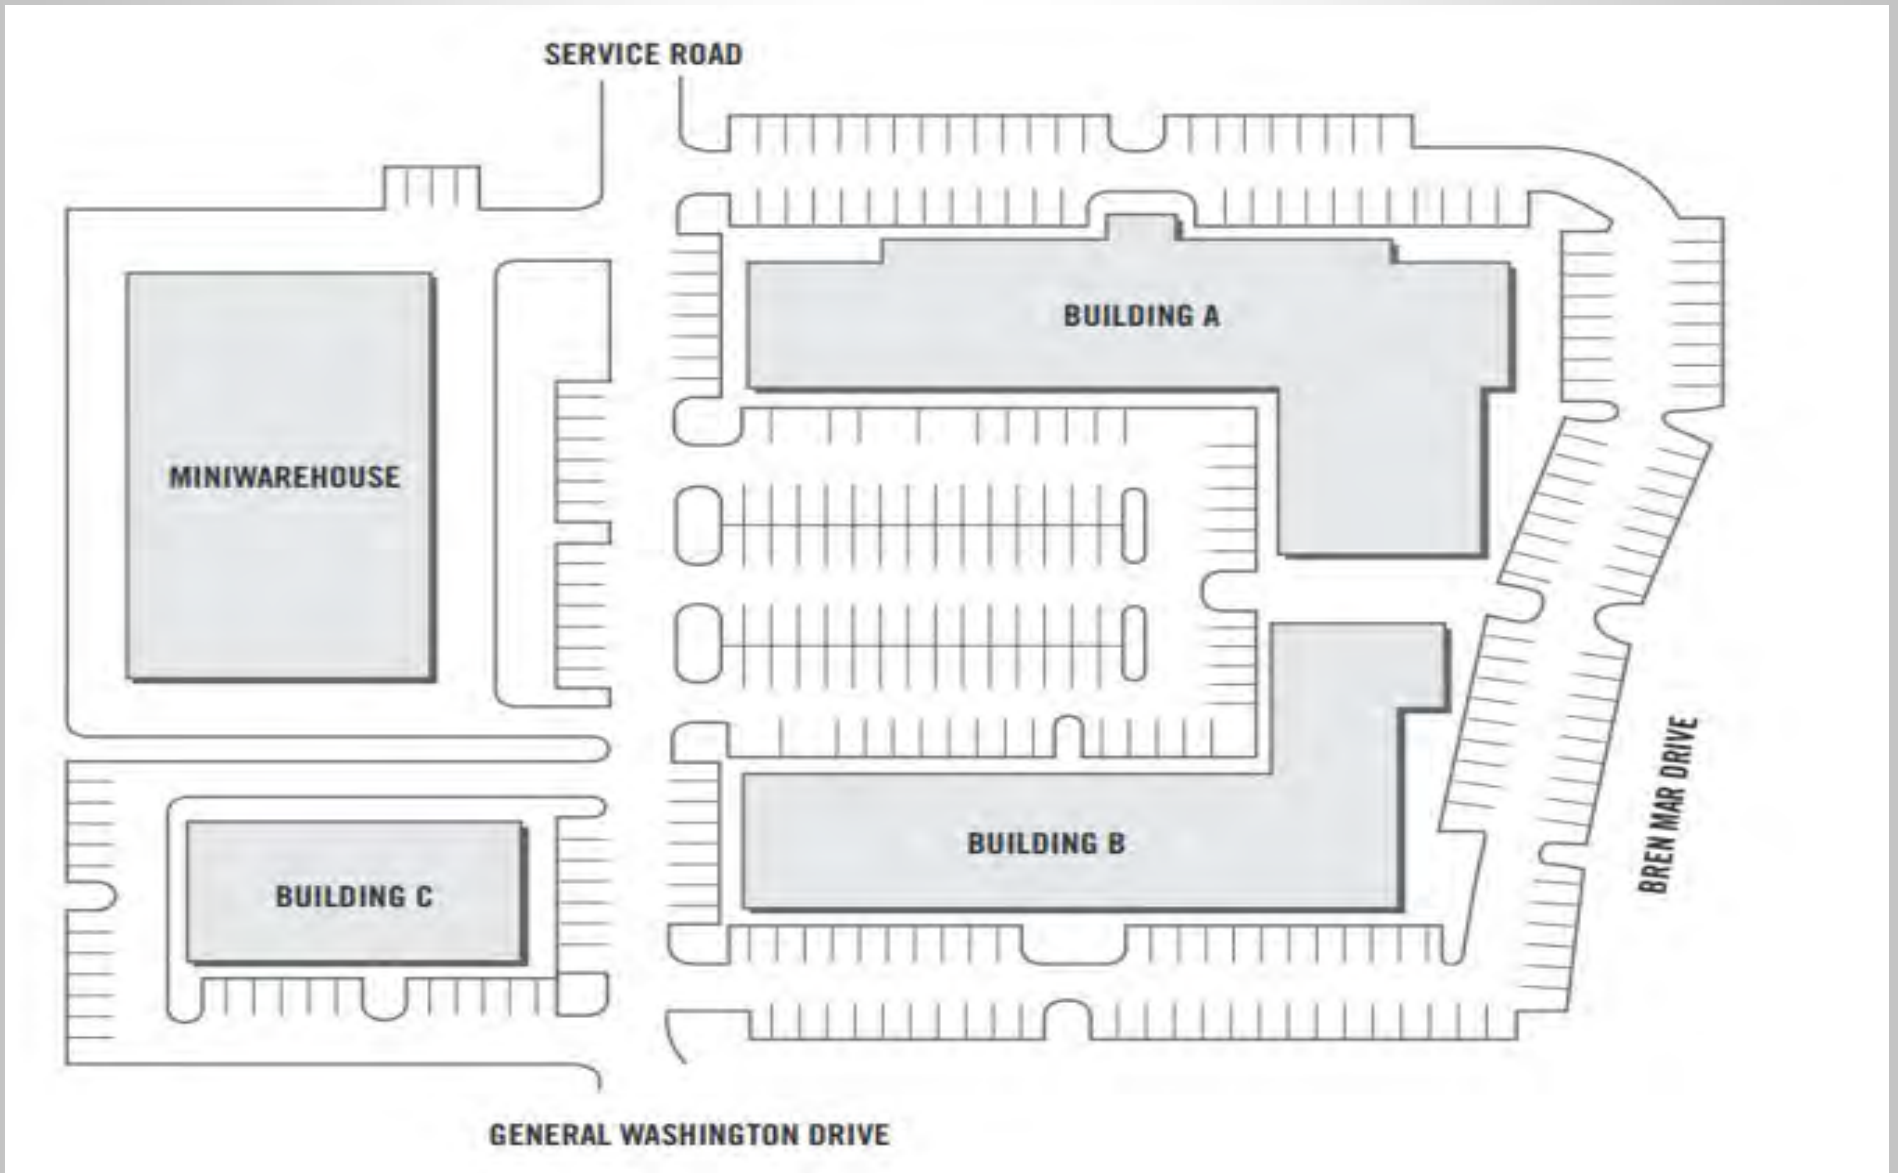 SERVICE ROAD
BUILDING A
MINIWAREHOUSE
BREN MAR DRIVE
BUILDING B
BUILDING C
GENERAL WASHINGTON DRIVE